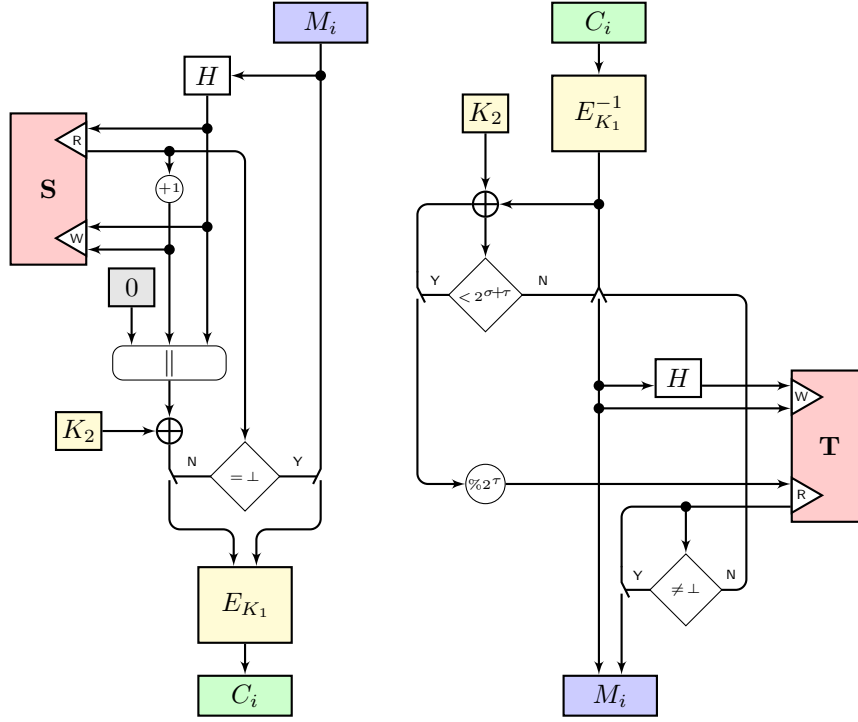 M_i
H
R
+1
S
W
0
||
K_2
N
= ⊥
Y
E_{K_1}
C_i
C_i
E_{K_1}^{-1}
K_2
Y
< 2^{σ+τ}
N
H
W
T
%2^τ
R
Y
≠ ⊥
N
M_i